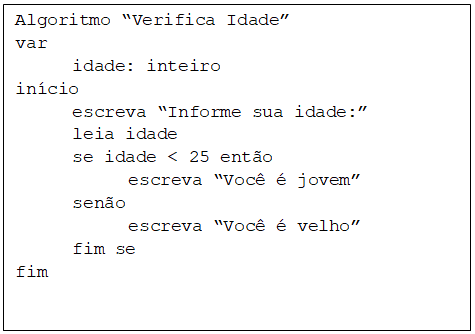 Algoritmo “Verifica Idade”
var
idade: inteiro
início
escreva “Informe sua idade:”
leia idade
se idade < 25 então
escreva “Você é jovem”
senão
escreva “Você é velho”
fim se
fim